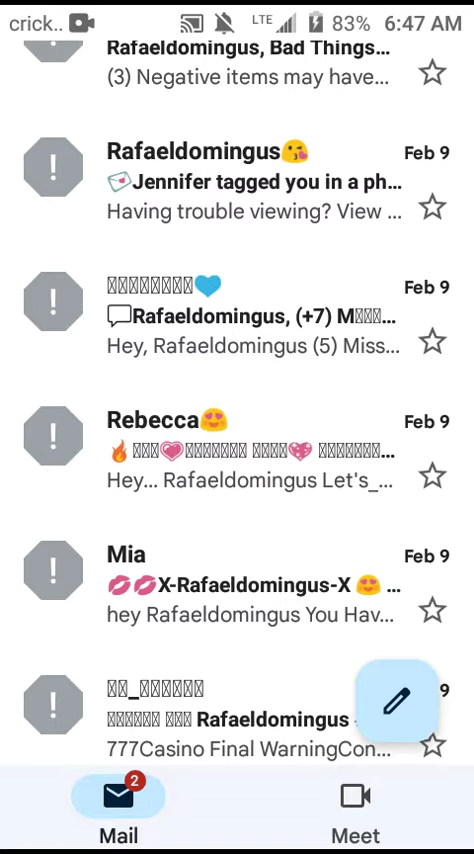 crick.. LTE 83% 6:47 AM
Rafaeldomingus, Bad Things...
(3) Negative items may have...
Rafaeldomingus😘 Feb 9
💌Jennifer tagged you in a ph...
Having trouble viewing? View ...
💙 Feb 9
Rafaeldomingus, (+7) M...
Hey, Rafaeldomingus (5) Miss...
Rebecca😍 Feb 9
🔥 💗 💖 ...
Hey... Rafaeldomingus Let's_...
Mia Feb 9
💋💋X-Rafaeldomingus-X 😍 ...
hey Rafaeldomingus You Hav...
_ 9
Rafaeldomingus
777Casino Final WarningCon...
2
Mail Meet